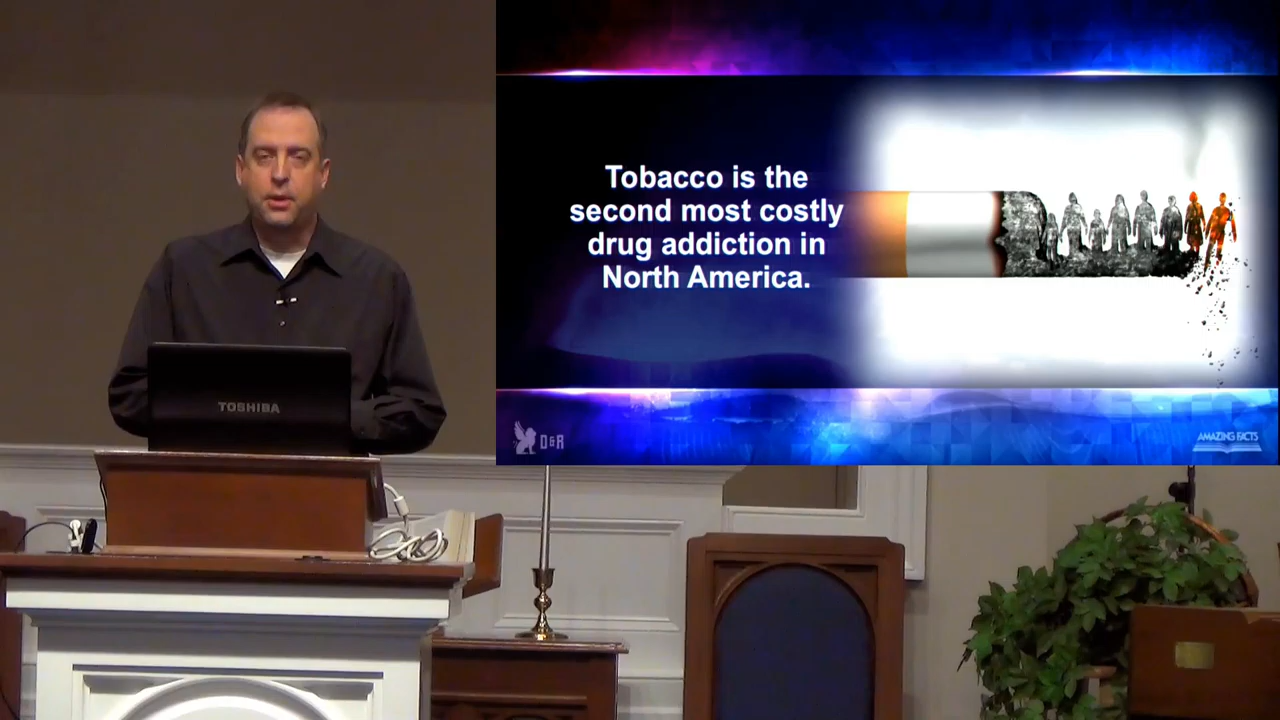 Tobacco is the
second most costly
drug addiction in
North America.
TOSHIBA
D&R
AMAZING FACTS